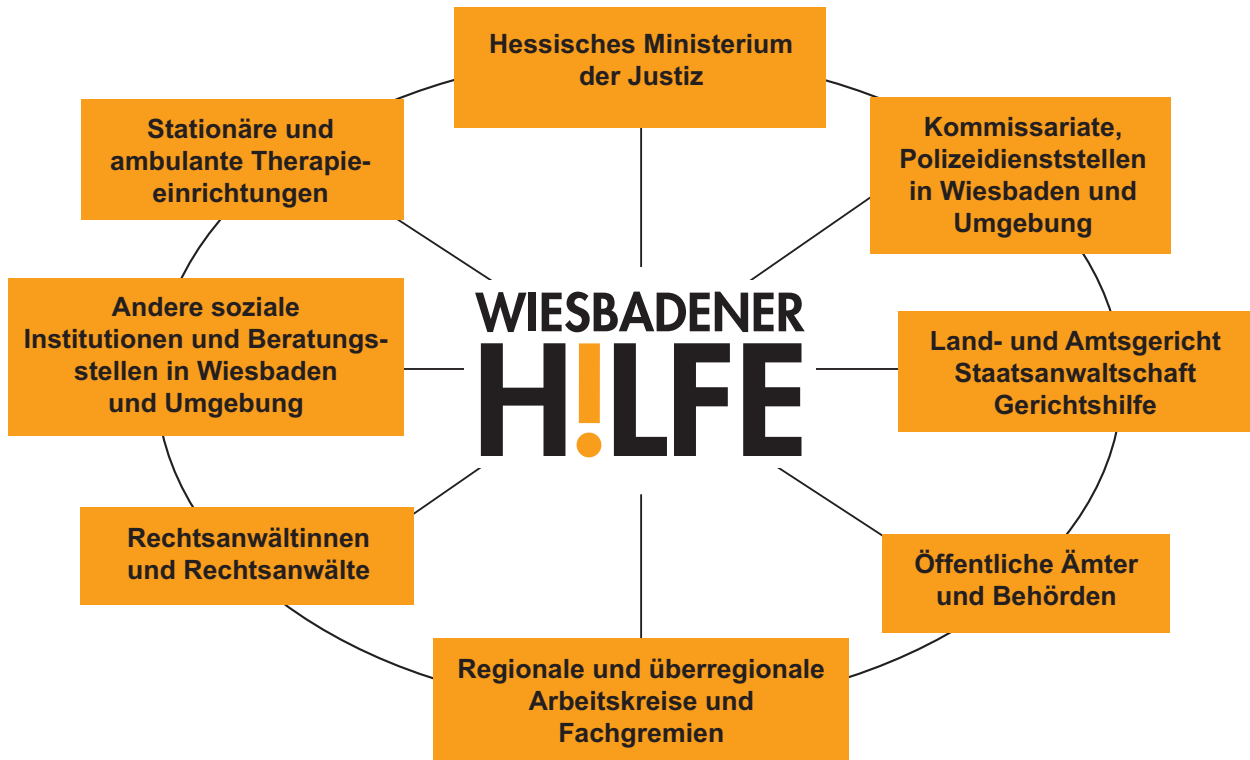 Hessisches Ministerium
der Justiz
Stationäre und
ambulante Therapie-
einrichtungen
Kommissariate,
Polizeidienststellen
in Wiesbaden und
Umgebung
Andere soziale
Institutionen und Beratungs-
stellen in Wiesbaden
und Umgebung
WIESBADENER
H!LFE
Land- und Amtsgericht
Staatsanwaltschaft
Gerichtshilfe
Rechtsanwältinnen
und Rechtsanwälte
Öffentliche Ämter
und Behörden
Regionale und überregionale
Arbeitskreise und
Fachgremien